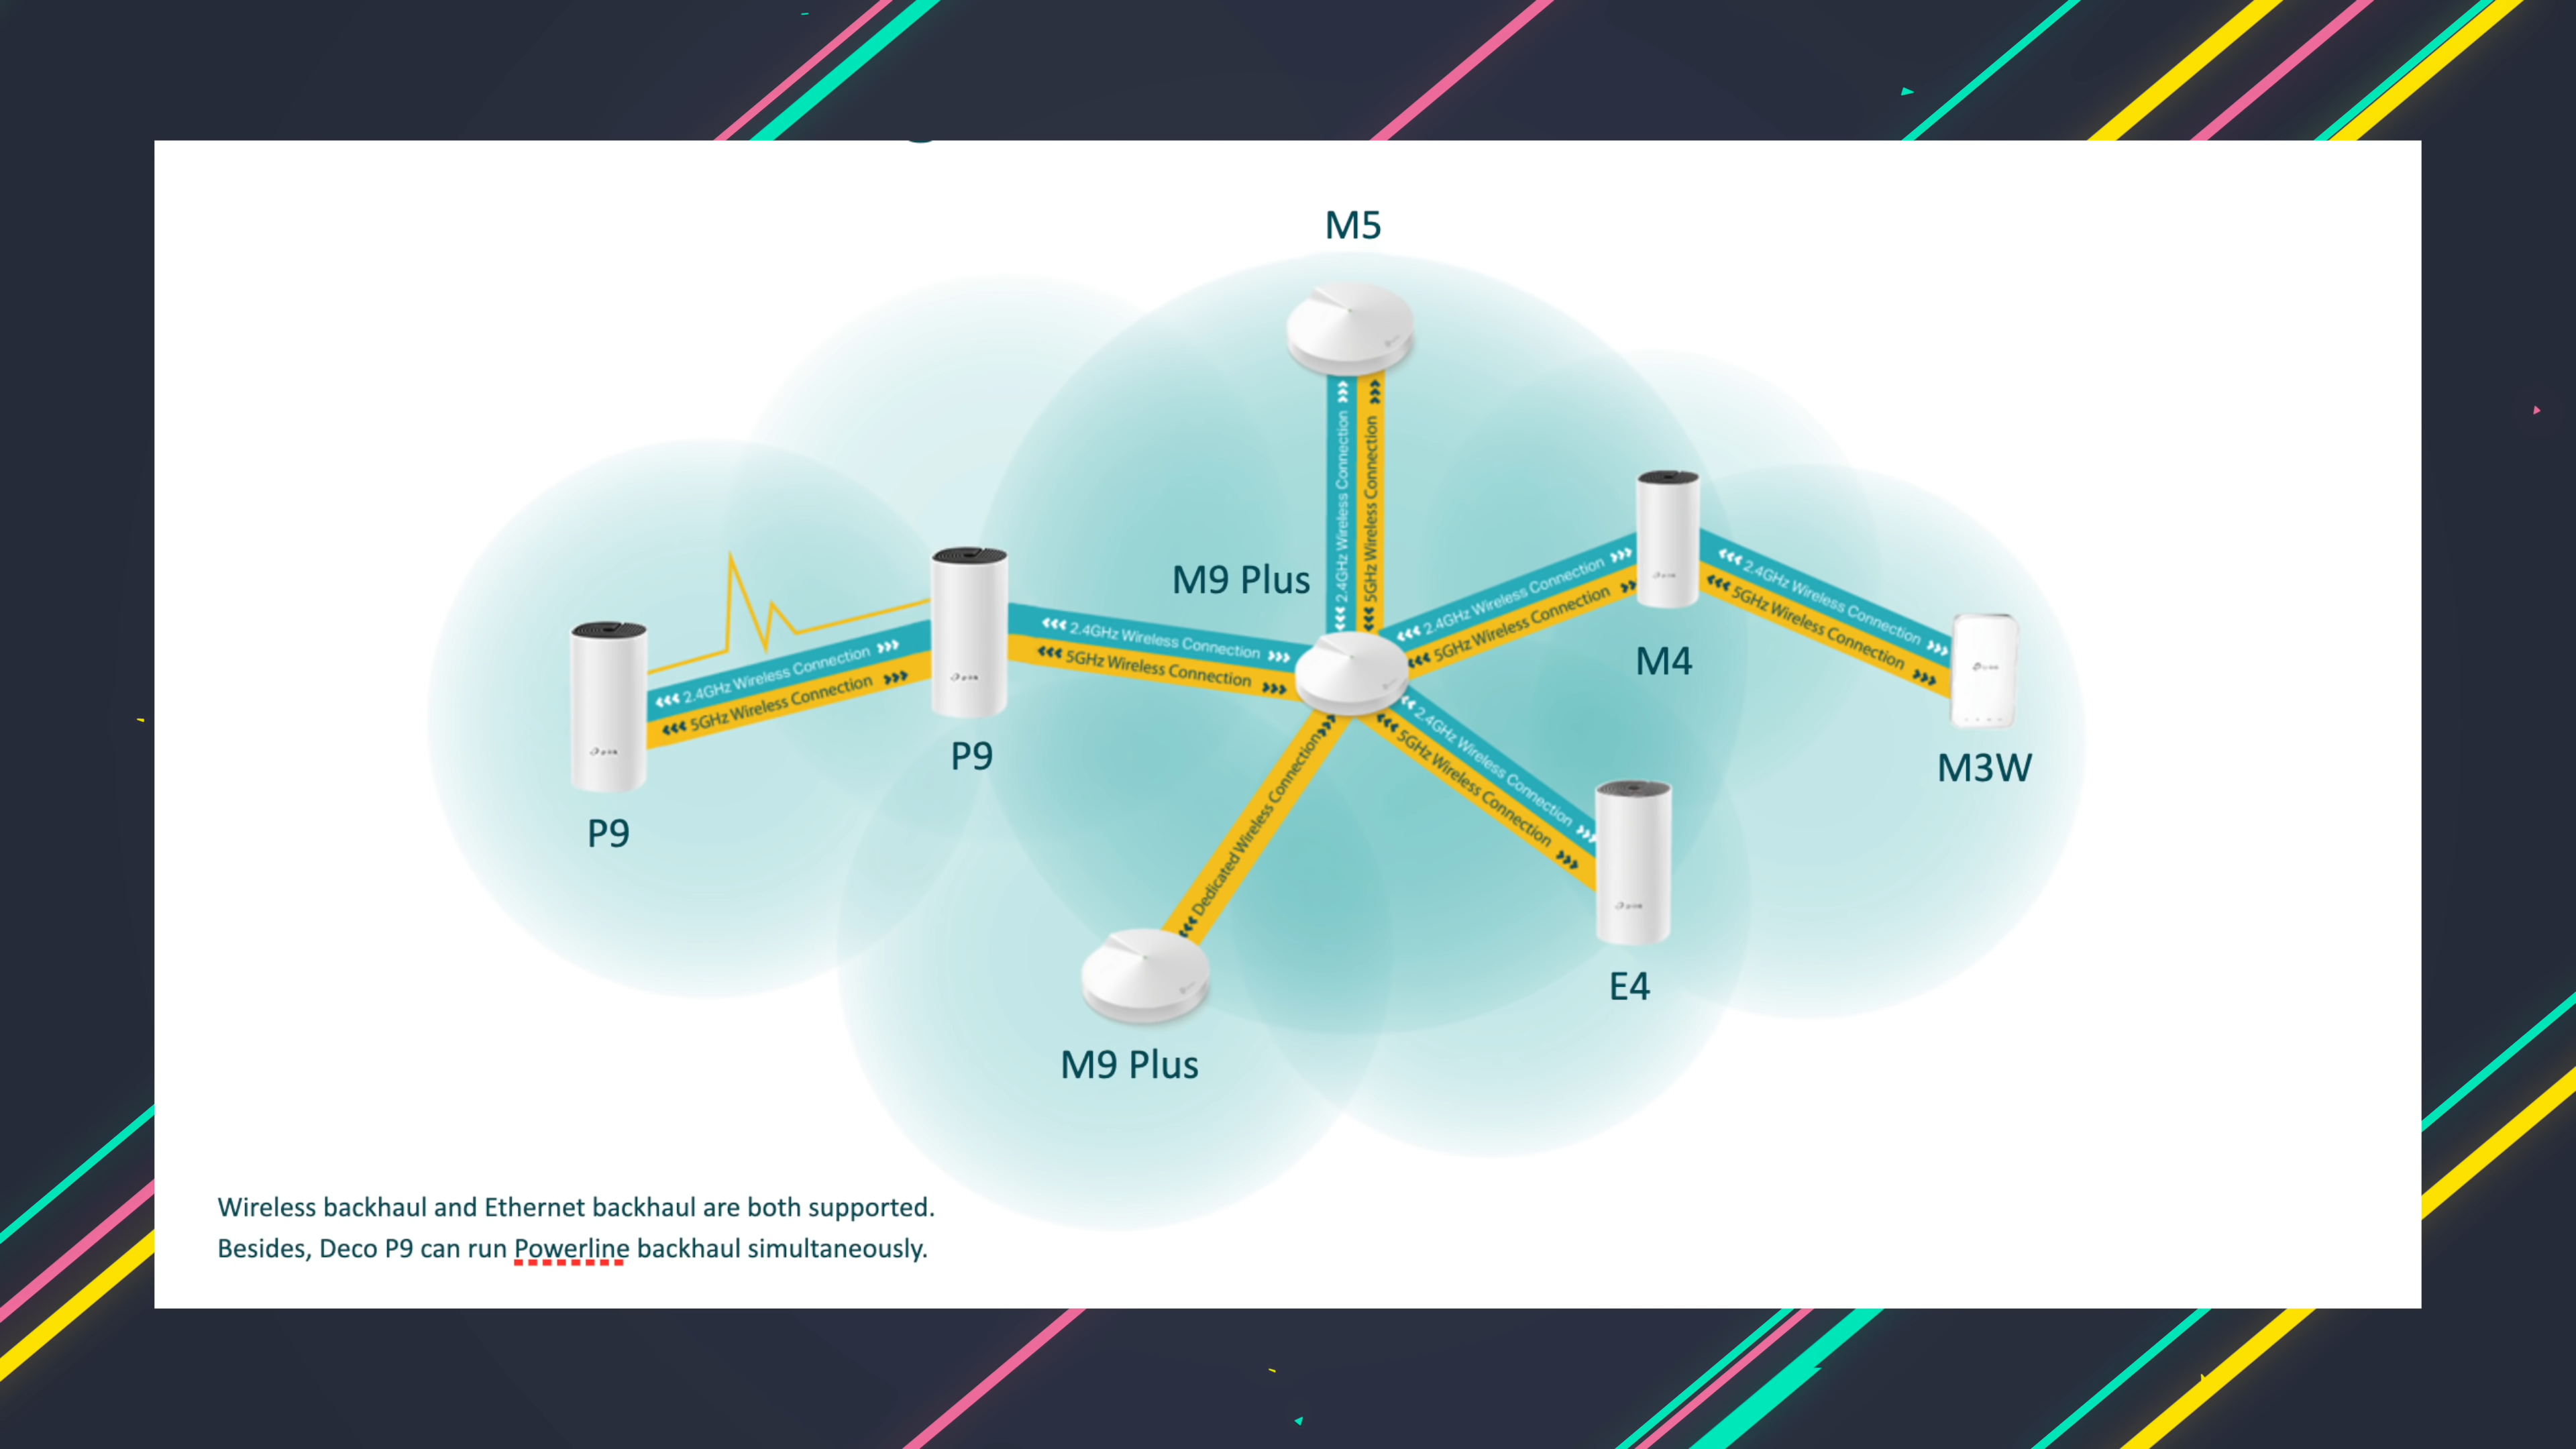 M5
M9 Plus
2.4GHz Wireless Connection
5GHz Wireless Connection
2.4GHz Wireless Connection
5GHz Wireless Connection
M4
2.4GHz Wireless Connection
5GHz Wireless Connection
M3W
2.4GHz Wireless Connection
5GHz Wireless Connection
P9
2.4GHz Wireless Connection
5GHz Wireless Connection
P9
2.4GHz Wireless Connection
5GHz Wireless Connection
E4
Dedicated Wireless Connection
M9 Plus
Wireless backhaul and Ethernet backhaul are both supported.
Besides, Deco P9 can run Powerline backhaul simultaneously.